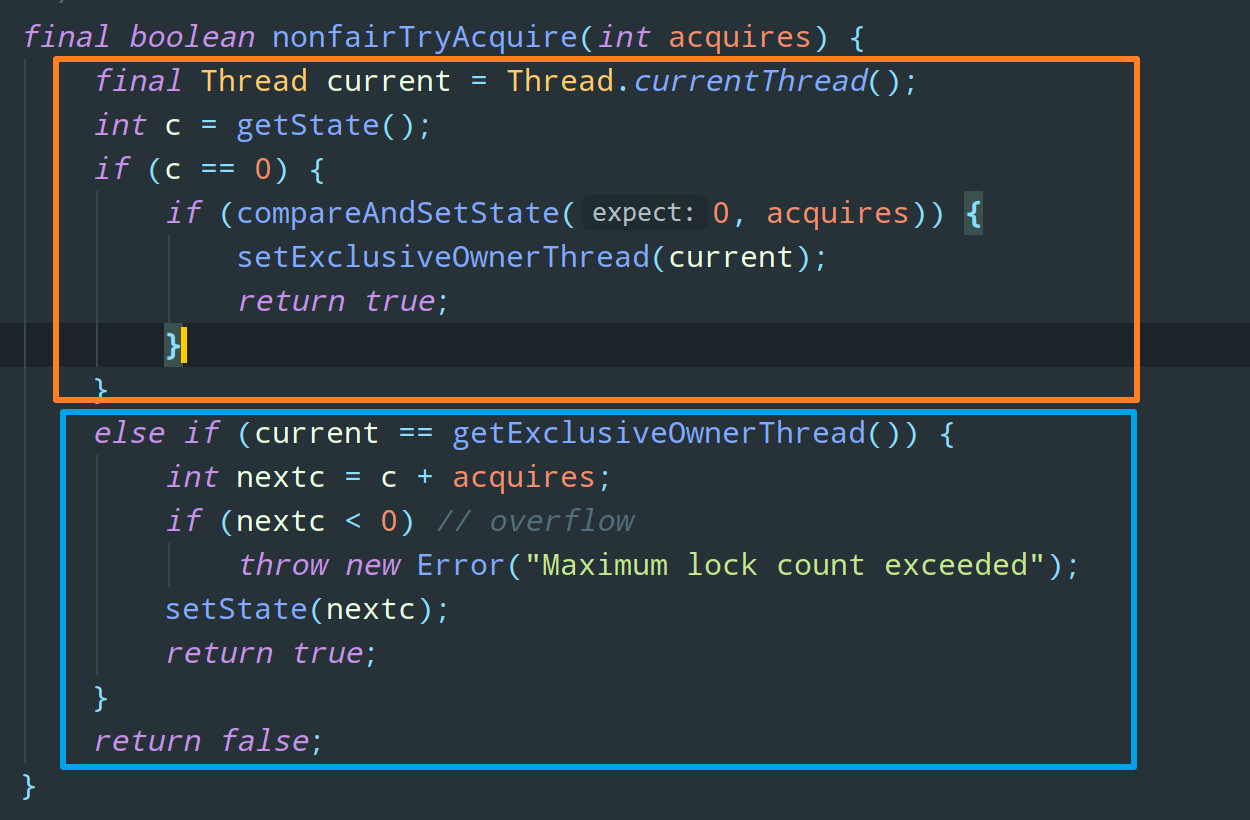 final boolean nonfairTryAcquire(int acquires) {
final Thread current = Thread.currentThread();
int c = getState();
if (c == 0) {
if (compareAndSetState( expect: 0, acquires)) {
setExclusiveOwnerThread(current);
return true;
}
}
else if (current == getExclusiveOwnerThread()) {
int nextc = c + acquires;
if (nextc < 0) // overflow
throw new Error("Maximum lock count exceeded");
setState(nextc);
return true;
}
return false;
}